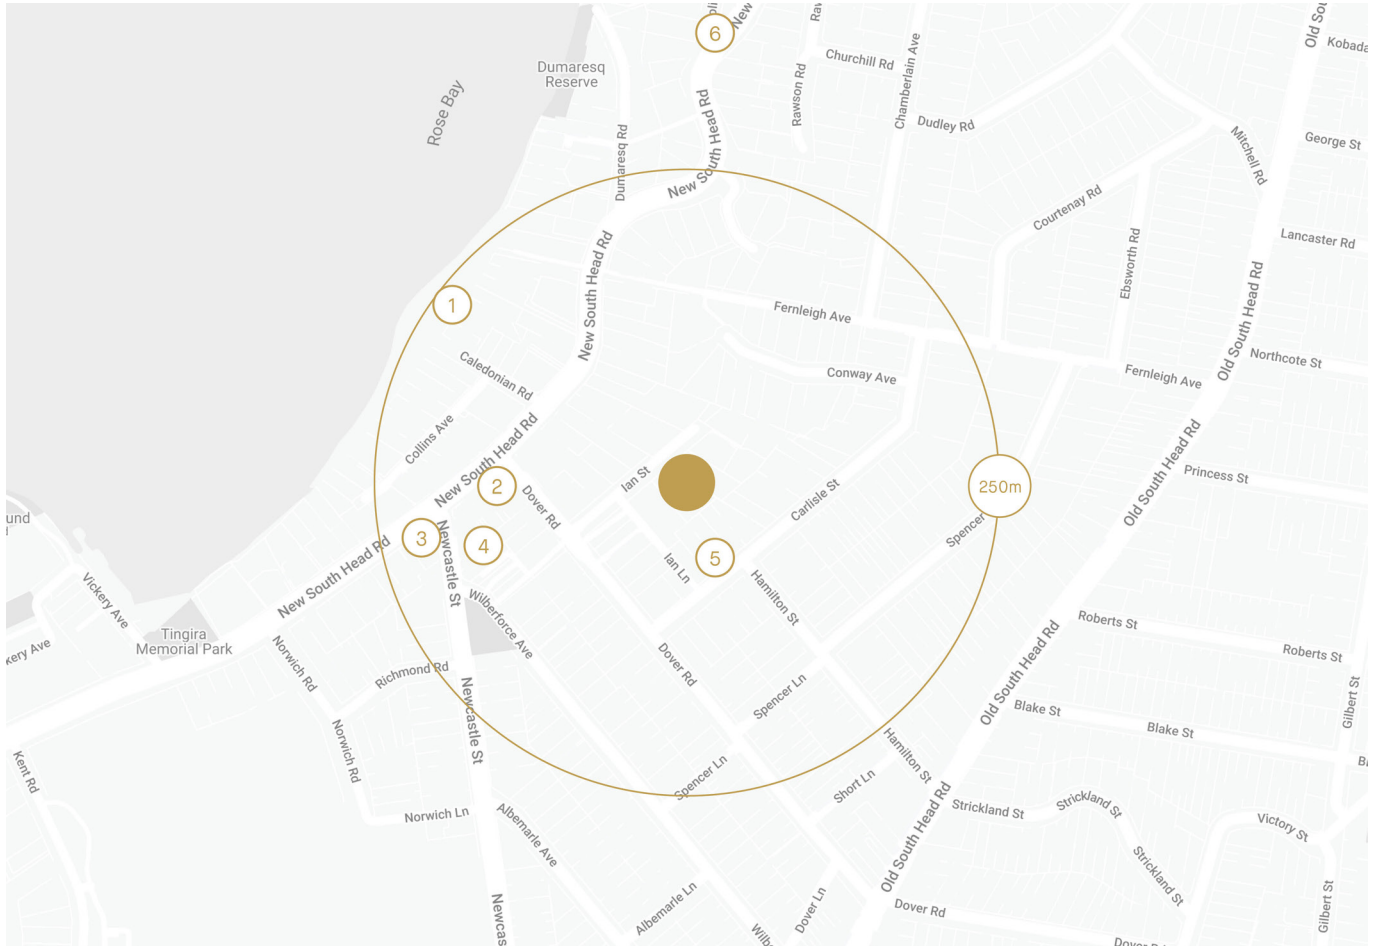 6
New
Rav
Old Sou
Kobada
Churchill Rd
Chamberlain Ave
Dumaresq
Reserve
Rawson Rd
Rose Bay
New South Head Rd
Dudley Rd
Dumaresq Rd
Mitchell Rd
George St
New South
Courtenay Rd
Lancaster Rd
Ebsworth Rd
New South Head Rd
1
Fernleigh Ave
Old South Head Rd
Northcote St
Caledonian Rd
Conway Ave
Fernleigh Ave
Collins Ave
New South Head Rd
2
Ian St
Carlisle St
250m
Princess St
Old South Head Rd
Dover Rd
und
Spencer
3
4
5
New South Head Rd
Newcastle St
Ian Ln
Vickery Ave
Hamilton St
Wilberforce Ave
Roberts St
Tingira
Memorial Park
kery Ave
Norwich Rd
Richmond Rd
Dover Rd
Roberts St
Old South Head Rd
Gilbert St
Newcastle St
Spencer Ln
Blake St
Blake St
Norwich Rd
Hamilton St
Bl
Kent Rd
Spencer Ln
Short Ln
Norwich Ln
Strickland St
Strickland St
Victory St
Albemarle Ave
Old South Head Rd
Strickland St
Albemarle Ln
Dover Ln
Dover Rd
Gilbert St
Newcas
Wilb
Dover Rd